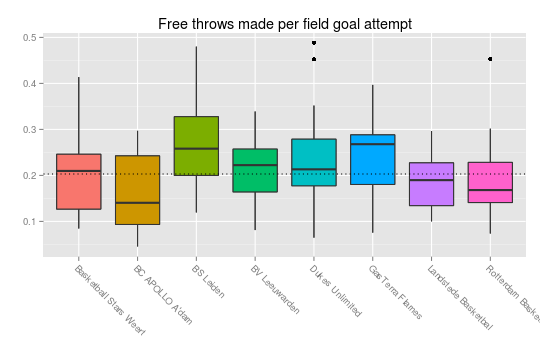 Free throws made per field goal attempt
0.5
0.4
0.3
0.2
0.1
Basketball Stars Weert
BC APOLLO A'dam
BS Leiden
BV Leeuwarden
Dukes Unlimited
GasTerra Flames
Landstede Basketbal
Rotterdam Baske